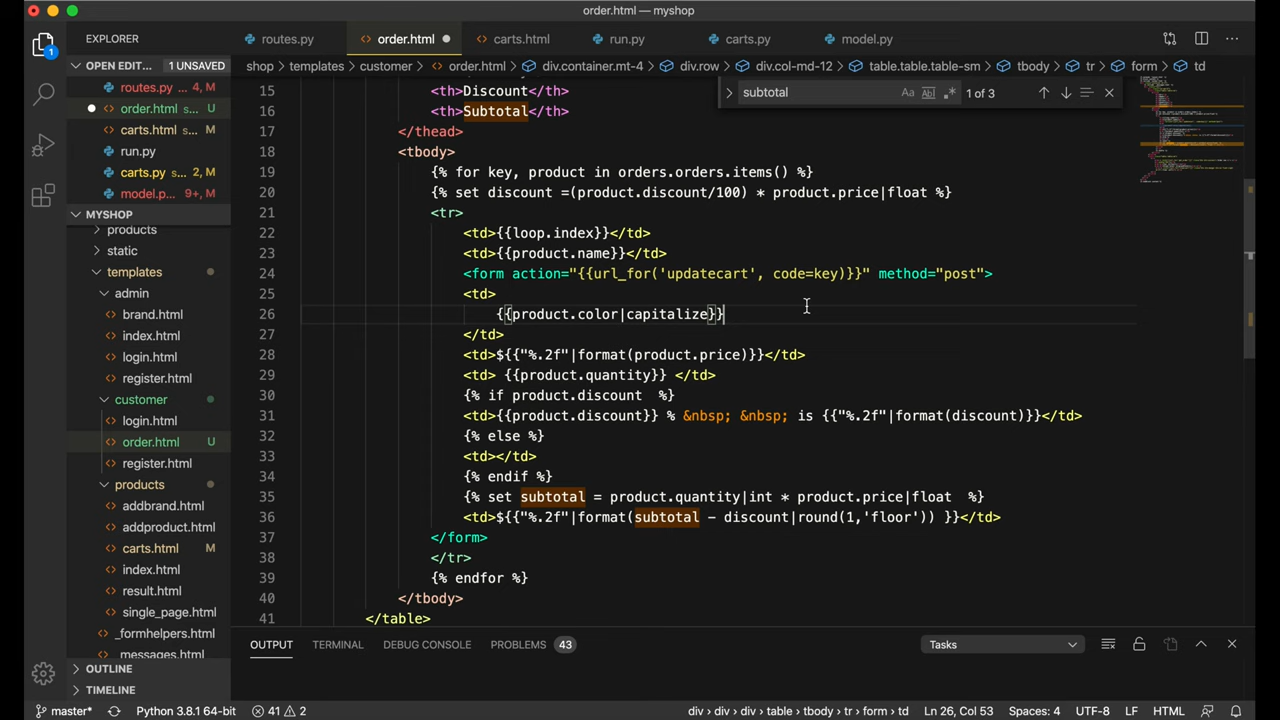 order.html — myshop
EXPLORER
routes.py
order.html
carts.html
run.py
carts.py
model.py
OPEN EDIT... 1 UNSAVED
shop > templates > customer > order.html > div.container.mt-4 > div.row > div.col-md-12 > table.table.table-sm > tbody > tr > form > td
routes.py 4, M
order.html s... U
carts.html s... M
run.py
carts.py s... 2, M
model.p... 9+, M
subtotal
Aa Abl .* 1 of 3
MYSHOP
products
static
templates
admin
brand.html
index.html
login.html
register.html
customer
login.html
order.html U
register.html
products
addbrand.html
addproduct.html
carts.html M
index.html
result.html
single_page.html
_formhelpers.html
_messages.html
OUTLINE
TIMELINE
15 <th>Discount</th>
16 <th>Subtotal</th>
17 </thead>
18 <tbody>
19 {% for key, product in orders.orders.items() %}
20 {% set discount =(product.discount/100) * product.price|float %}
21 <tr>
22 <td>{{loop.index}}</td>
23 <td>{{product.name}}</td>
24 <form action="{{url_for('updatecart', code=key)}}" method="post">
25 <td>
26 {{product.color|capitalize}}
27 </td>
28 <td>${{"%.2f"|format(product.price)}}</td>
29 <td> {{product.quantity}} </td>
30 {% if product.discount  %}
31 <td>{{product.discount}} % &nbsp; &nbsp; is {{"%.2f"|format(discount)}}</td>
32 {% else %}
33 <td></td>
34 {% endif %}
35 {% set subtotal = product.quantity|int * product.price|float  %}
36 <td>${{"%.2f"|format(subtotal - discount|round(1,'floor')) }}</td>
37 </form>
38 </tr>
39 {% endfor %}
40 </tbody>
41 </table>
OUTPUT TERMINAL DEBUG CONSOLE PROBLEMS 43
Tasks
1
master* Python 3.8.1 64-bit 41 2
div > div > div > table > tbody > tr > form > td Ln 26, Col 53 Spaces: 4 UTF-8 LF HTML